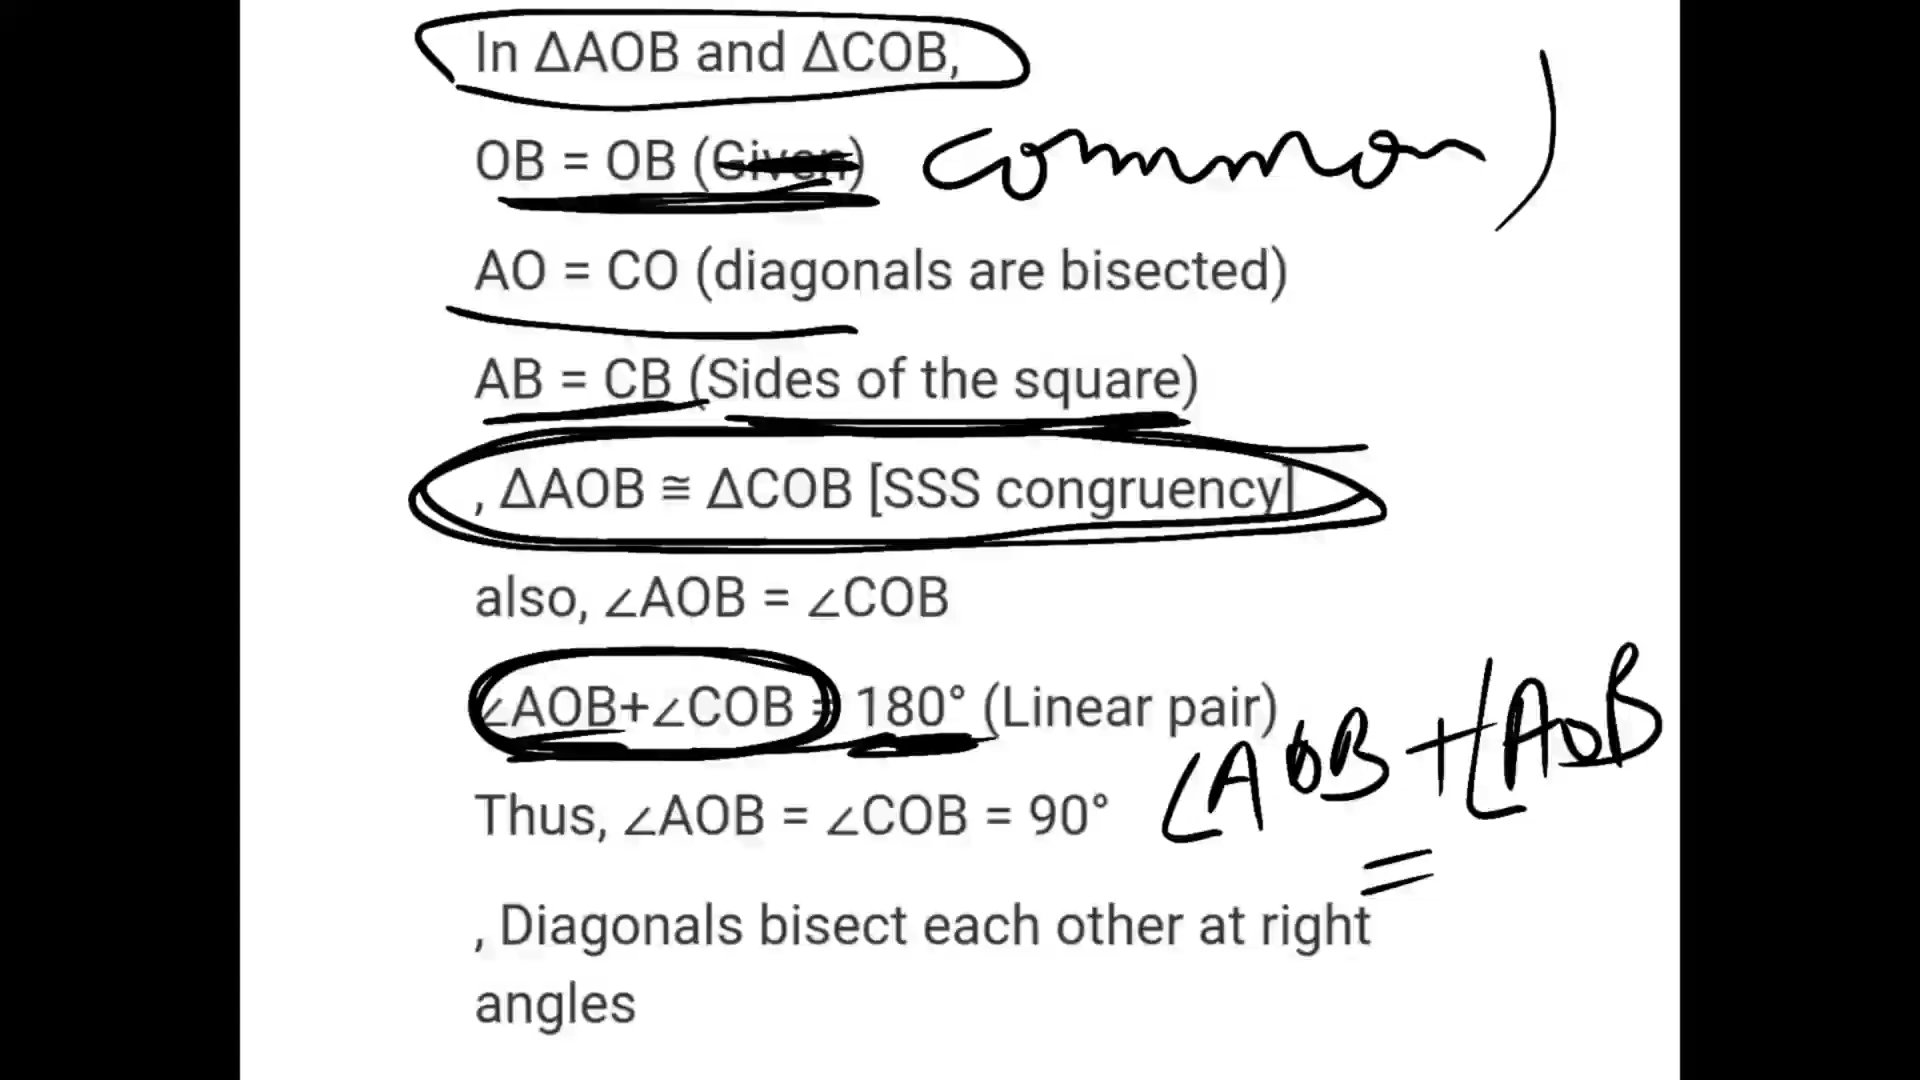 In ΔAOB and ΔCOB,
OB = OB (Given) common)
AO = CO (diagonals are bisected)
AB = CB (Sides of the square)
, ΔAOB ≅ ΔCOB [SSS congruency]
also, ∠AOB = ∠COB
∠AOB+∠COB = 180° (Linear pair)
∠AOB + ∠AOB
=
Thus, ∠AOB = ∠COB = 90°
, Diagonals bisect each other at right
angles